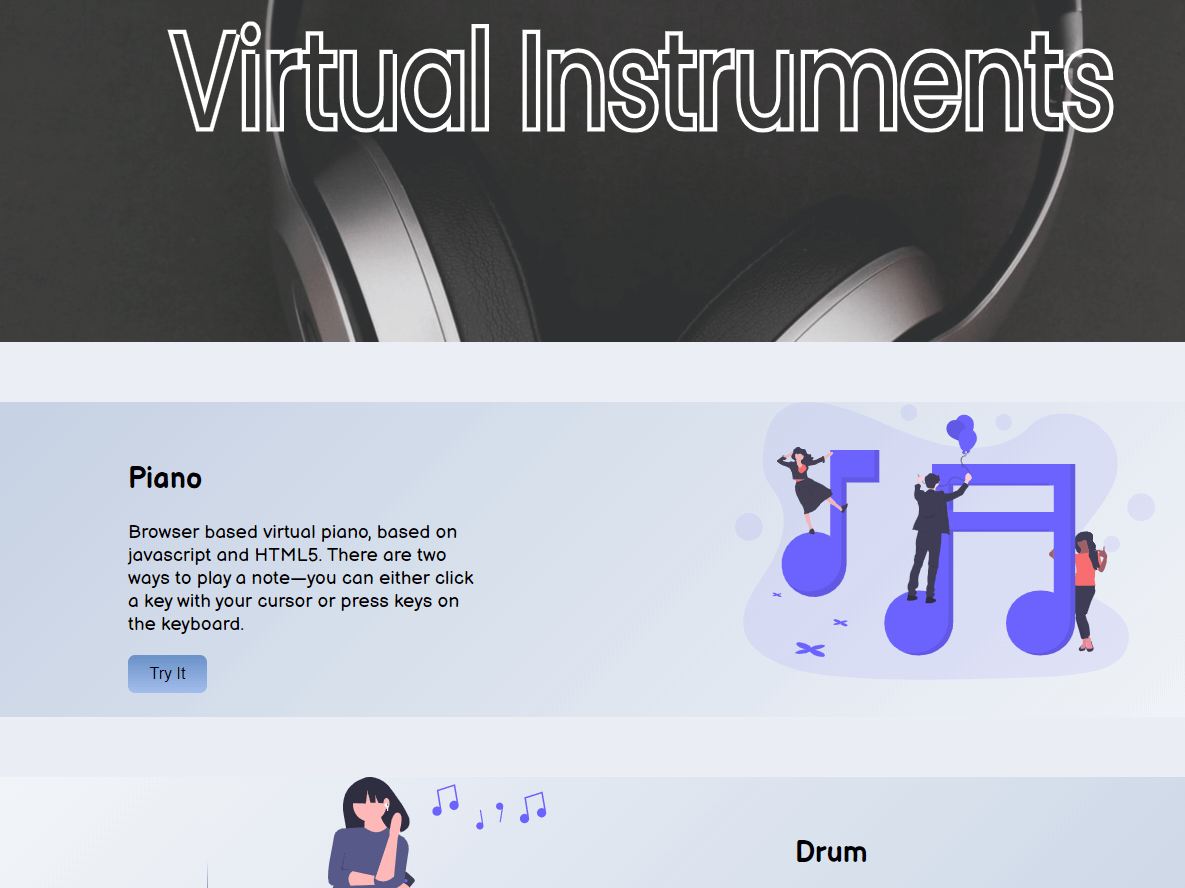 Virtual Instruments
Piano
Browser based virtual piano, based on
javascript and HTML5. There are two
ways to play a note—you can either click
a key with your cursor or press keys on
the keyboard.
Try It
Drum